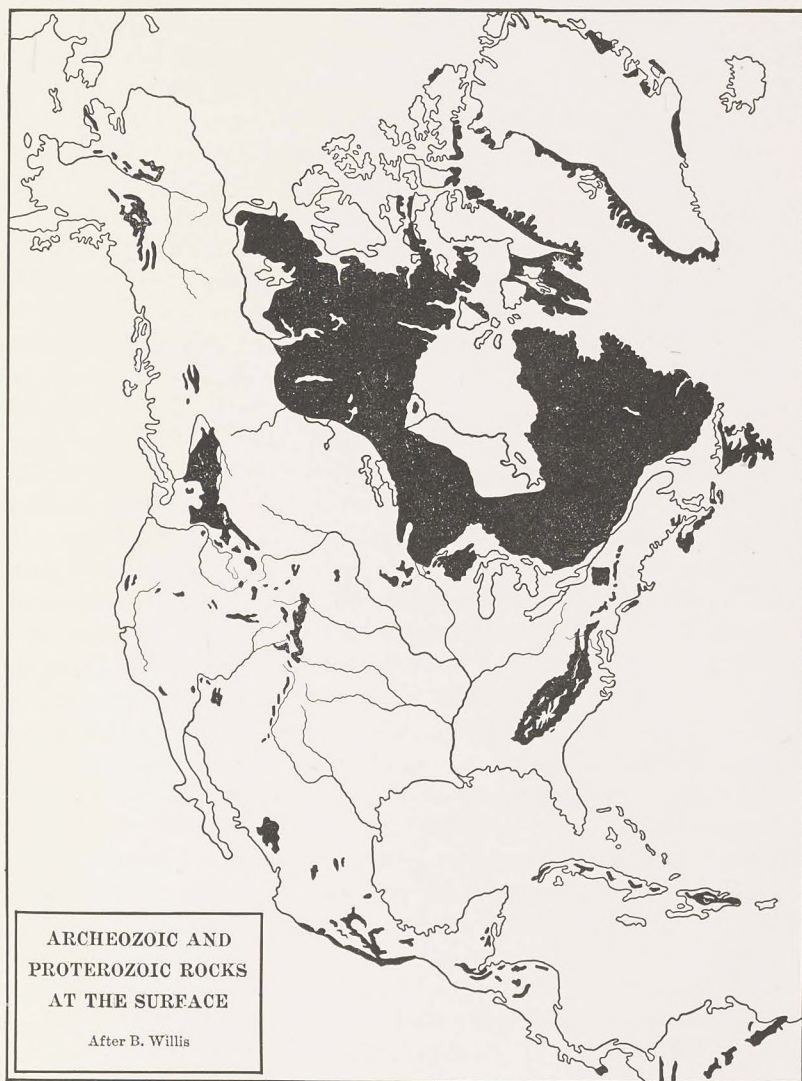 ARCHEOZOIC AND
PROTEROZOIC ROCKS
AT THE SURFACE
After B. Willis